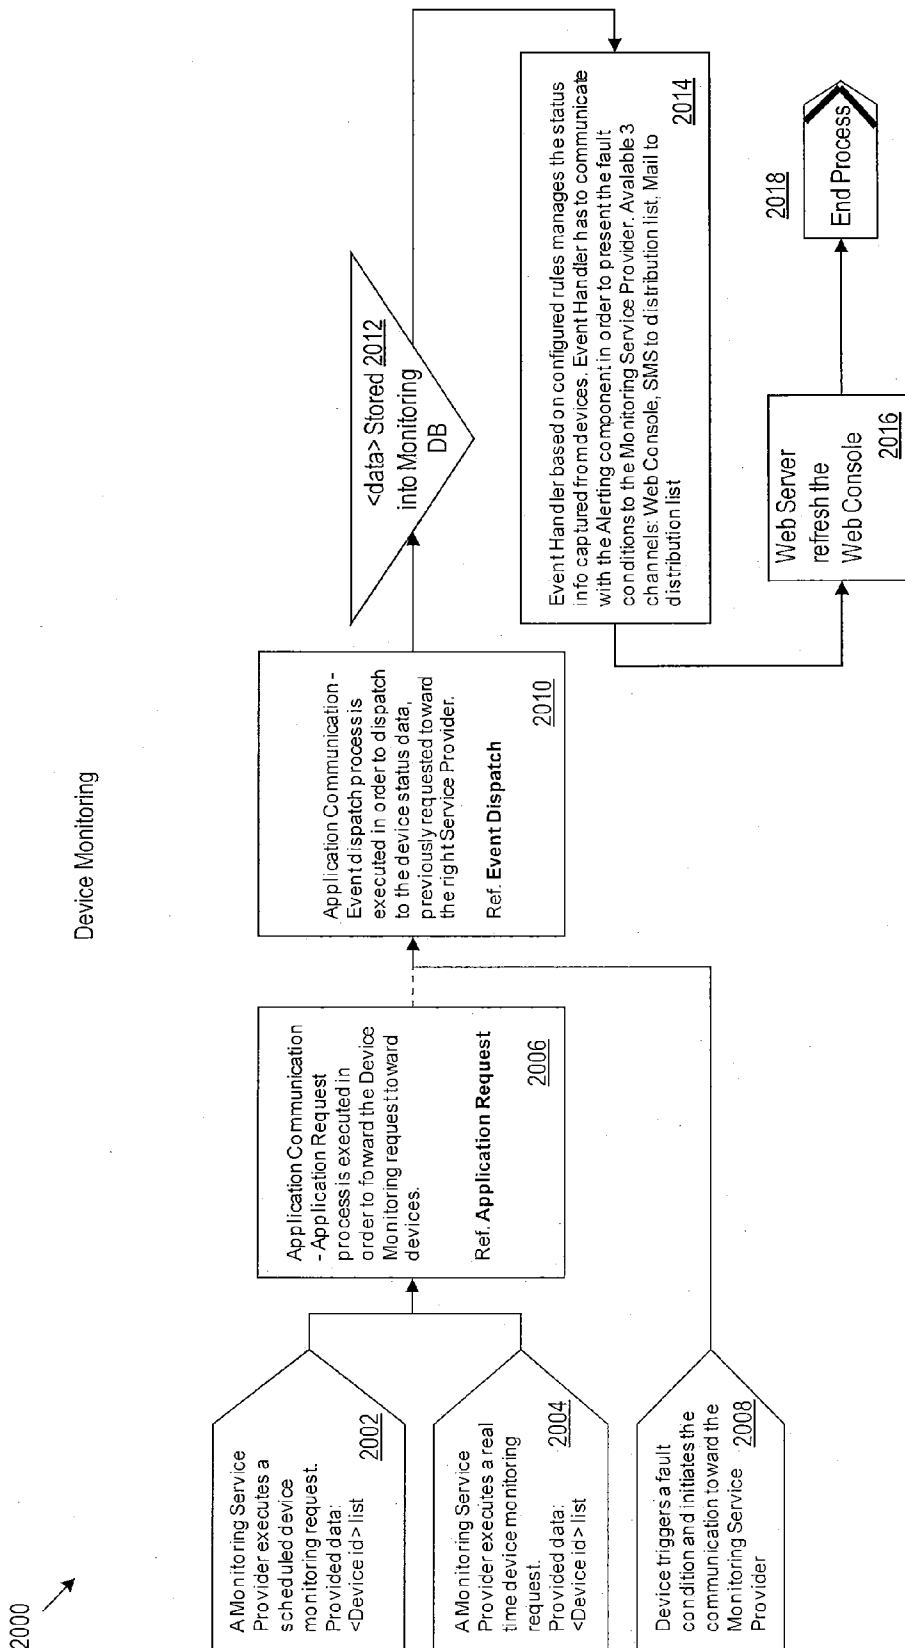 2000
Device Monitoring
A Monitoring Service
Provider executes a
scheduled device
monitoring request.
Provided data:
<Device id> list
2002
A Monitoring Service
Provider executes a real
time device monitoring
request.
Provided data:
<Device id> list
2004
Device triggers a fault
condition and initiates the
communication toward the
Monitoring Service
Provider
2008
Application Communication
- Application Request
process is executed in
order to forward the Device
Monitoring request toward
devices.
Ref. Application Request
2006
Application Communication -
Event dispatch process is
executed in order to dispatch
to the device status data,
previously requested toward
the right Service Provider.
Ref. Event Dispatch
2010
<data> Stored 2012
into Monitoring
DB
Event Handler based on configured rules manages the status
info captured from devices. Event Handler has to communicate
with the Alerting component in order to present the fault
conditions to the Monitoring Service Provider. Avalable 3
channels: Web Console, SMS to distribution list, Mail to
distribution list
2014
Web Server
refresh the
Web Console
2016
2018
End Process